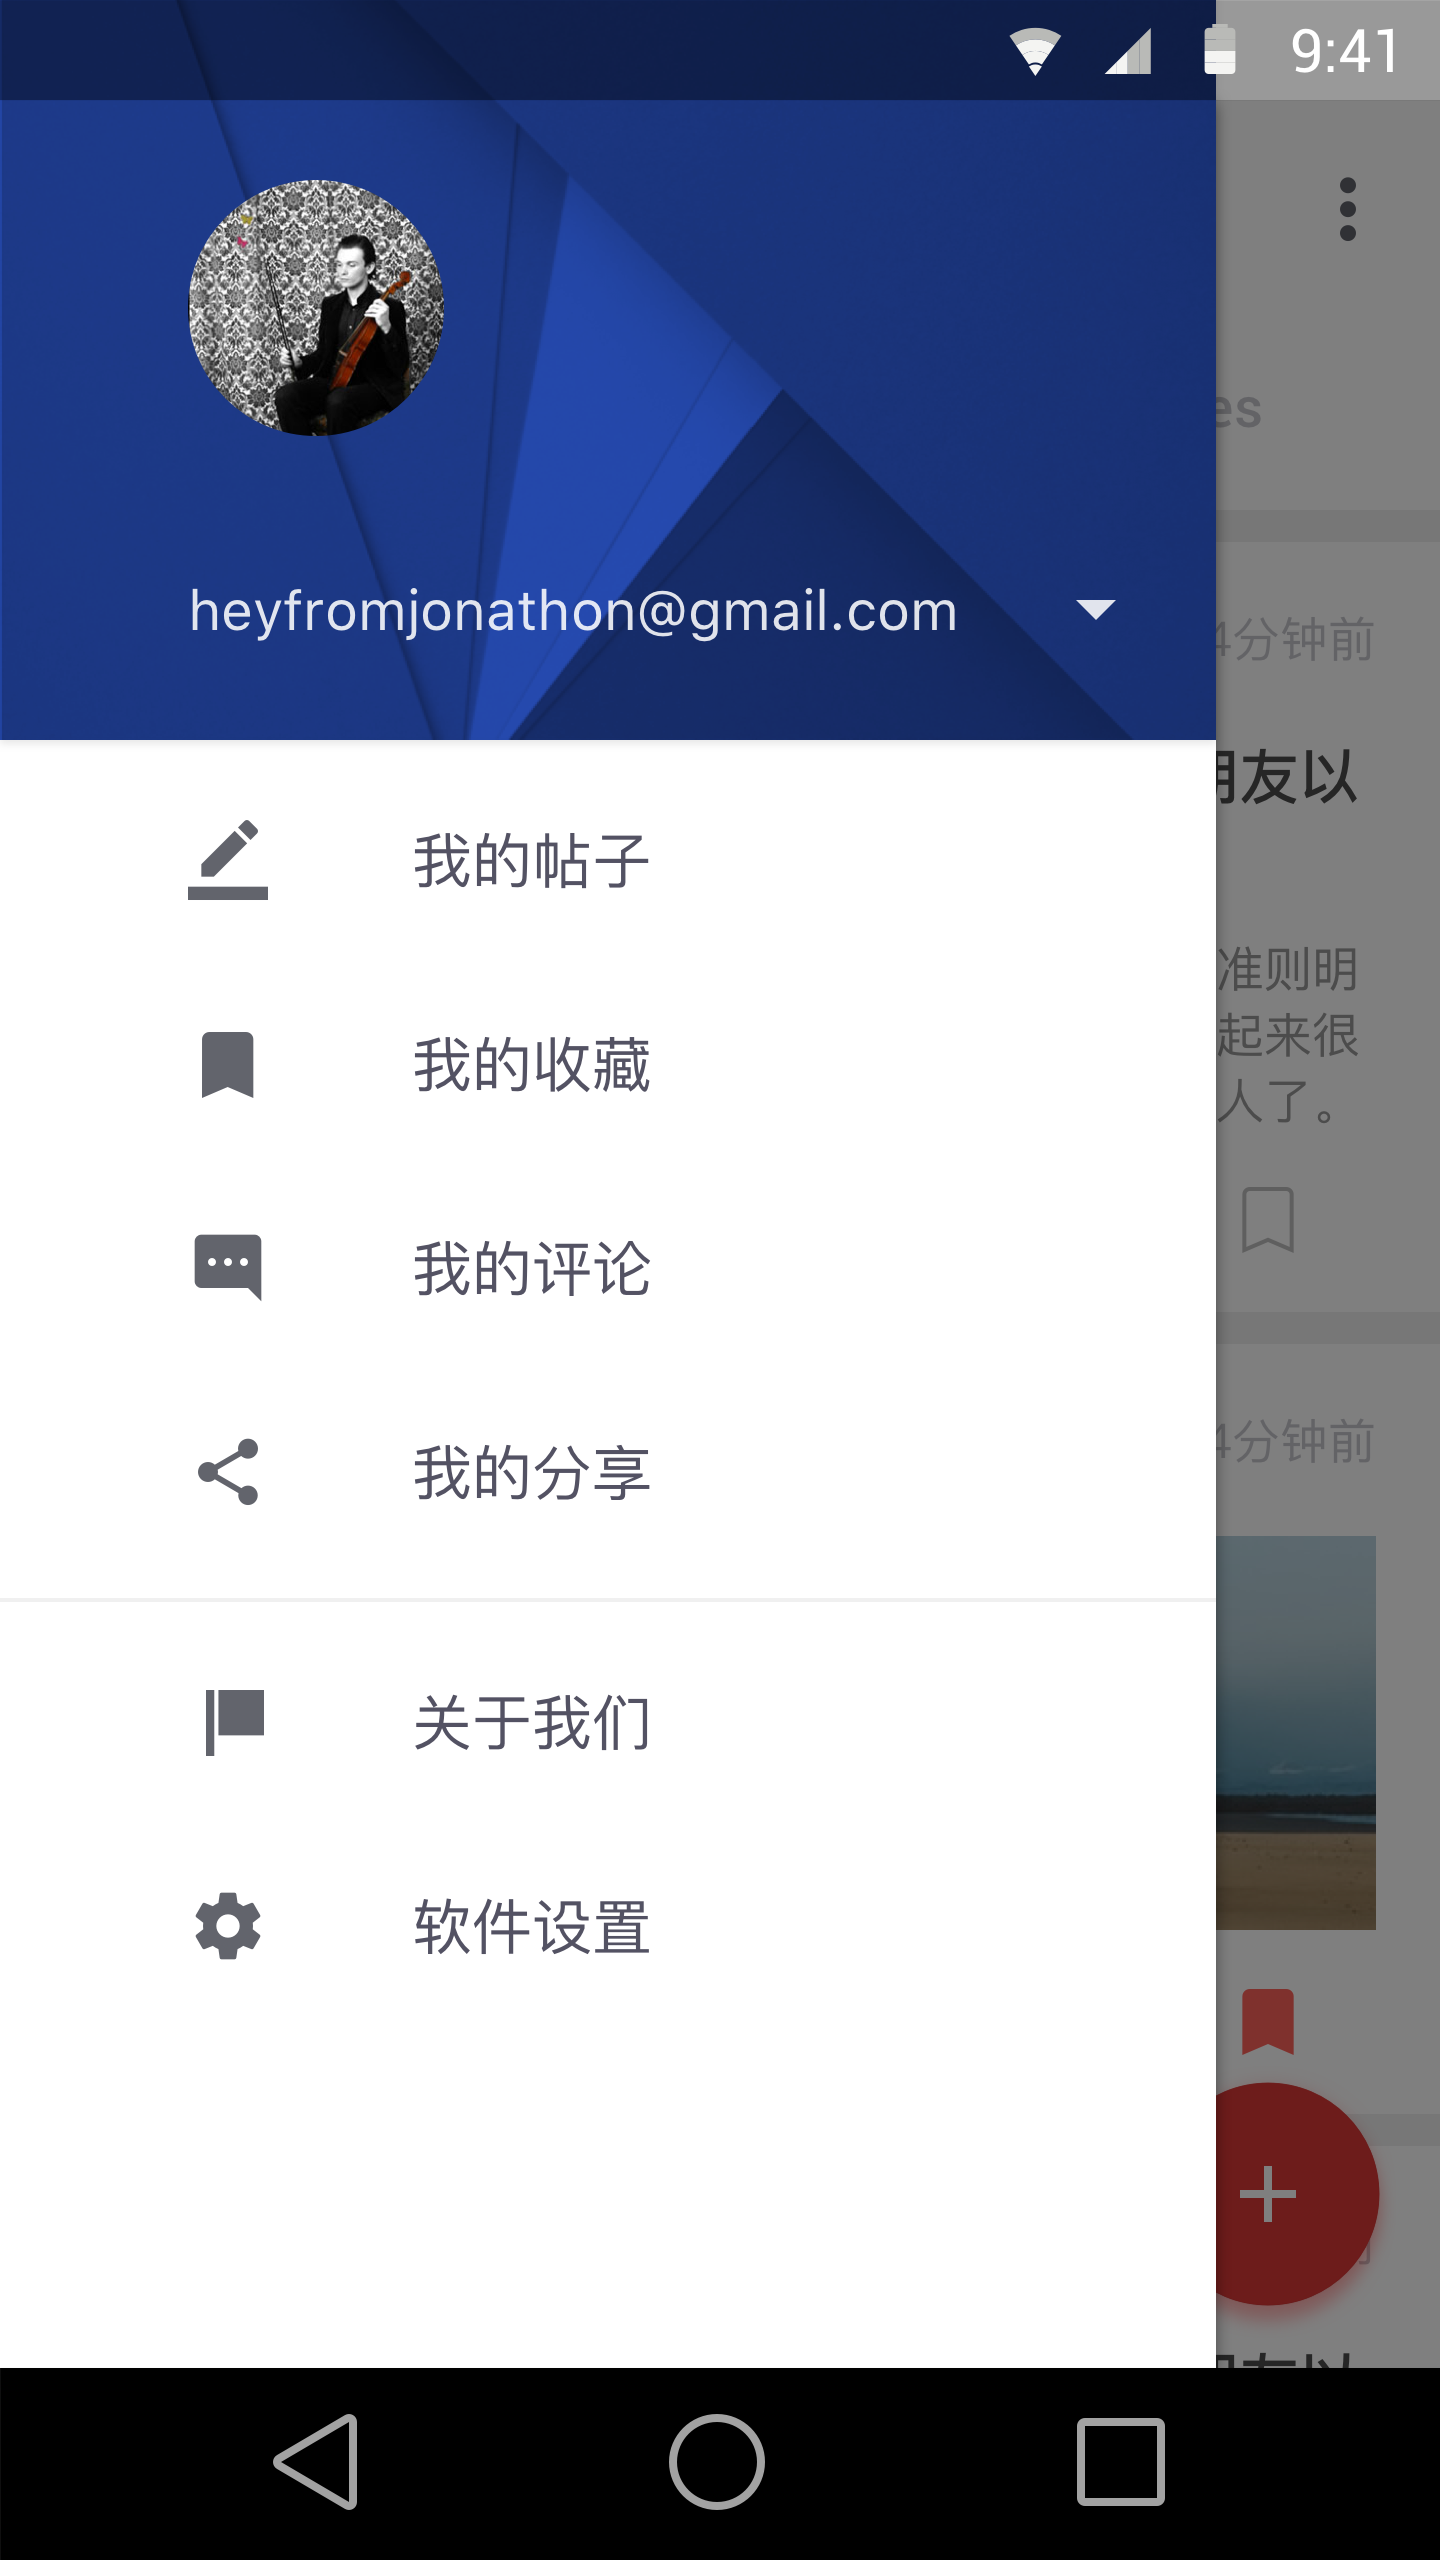 9:41
es
heyfromjonathon@gmail.com
4分钟前
朋友以
我的帖子
准则明
起来很
我的收藏
人了。
我的评论
4分钟前
我的分享
关于我们
软件设置